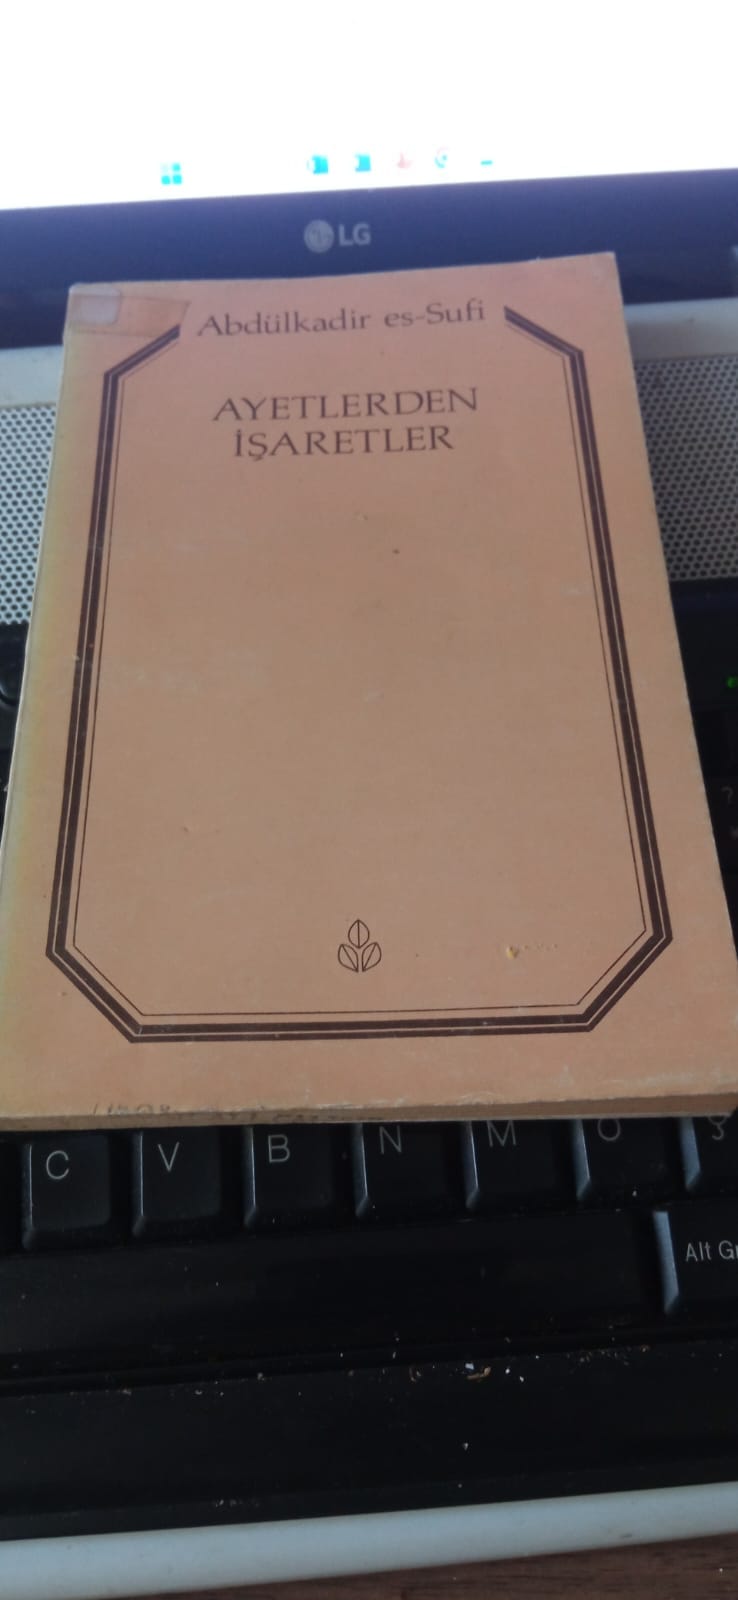 LG
Abdülkadir es-Sufi
AYETLERDEN
İŞARETLER
C V B N M Ö Ş
Alt Gr